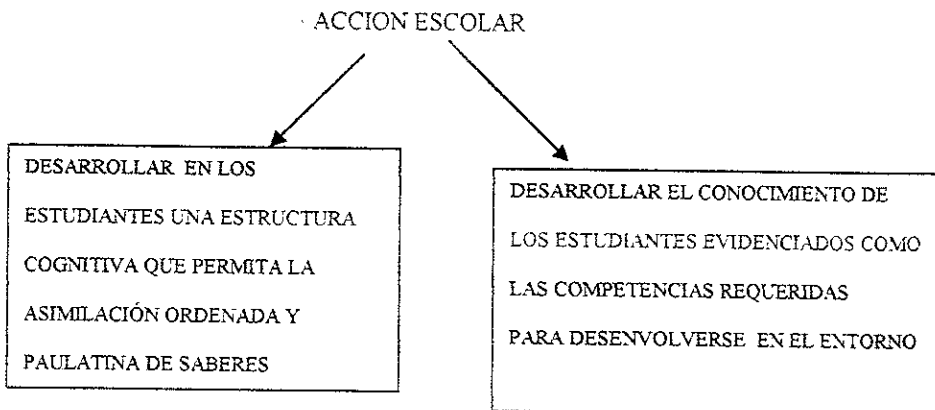 ACCION ESCOLAR
DESARROLLAR EN LOS
ESTUDIANTES UNA ESTRUCTURA
COGNITIVA QUE PERMITA LA
ASIMILACIÓN ORDENADA Y
PAULATINA DE SABERES
DESARROLLAR EL CONOCIMIENTO DE
LOS ESTUDIANTES EVIDENCIADOS COMO
LAS COMPETENCIAS REQUERIDAS
PARA DESENVOLVERSE EN EL ENTORNO